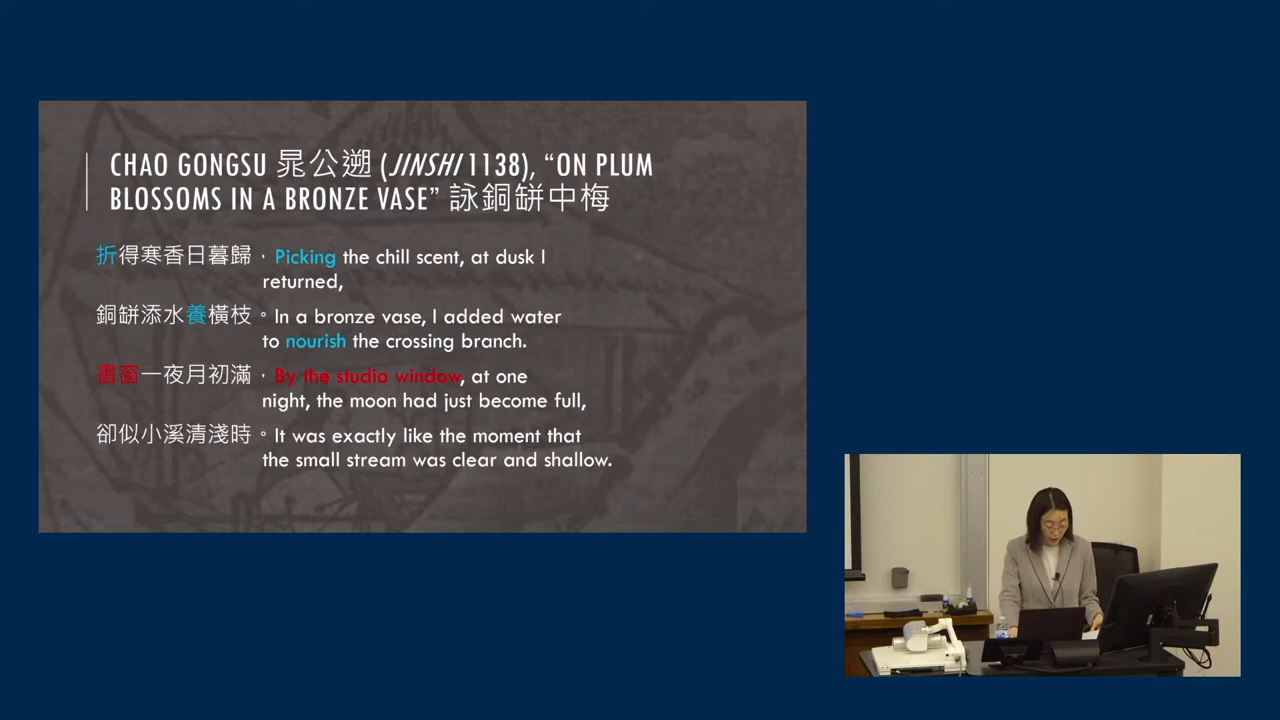 CHAO GONGSU 晁公遡 (JINSHI 1138), “ON PLUM
BLOSSOMS IN A BRONZE VASE” 詠銅缾中梅
折得寒香日暮歸，Picking the chill scent, at dusk I
returned,
銅缾添水養橫枝。In a bronze vase, I added water
to nourish the crossing branch.
書窗一夜月初滿，By the studio window, at one
night, the moon had just become full,
卻似小溪清淺時。It was exactly like the moment that
the small stream was clear and shallow.